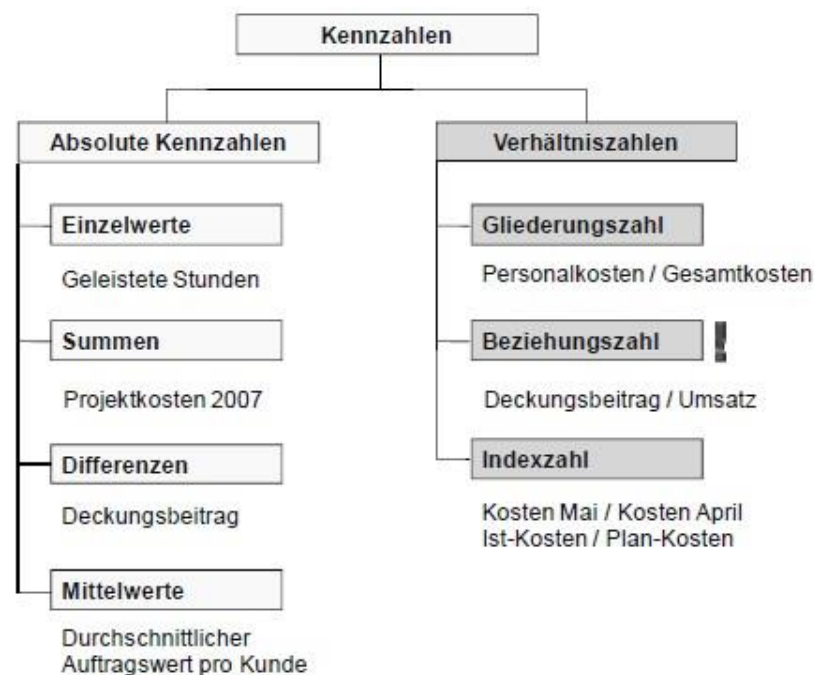 Kennzahlen
Absolute Kennzahlen
Einzelwerte
Geleistete Stunden
Summen
Projektkosten 2007
Differenzen
Deckungsbeitrag
Mittelwerte
Durchschnittlicher
Auftragswert pro Kunde
Verhältniszahlen
Gliederungszahl
Personalkosten / Gesamtkosten
Beziehungszahl !
Deckungsbeitrag / Umsatz
Indexzahl
Kosten Mai / Kosten April
Ist-Kosten / Plan-Kosten